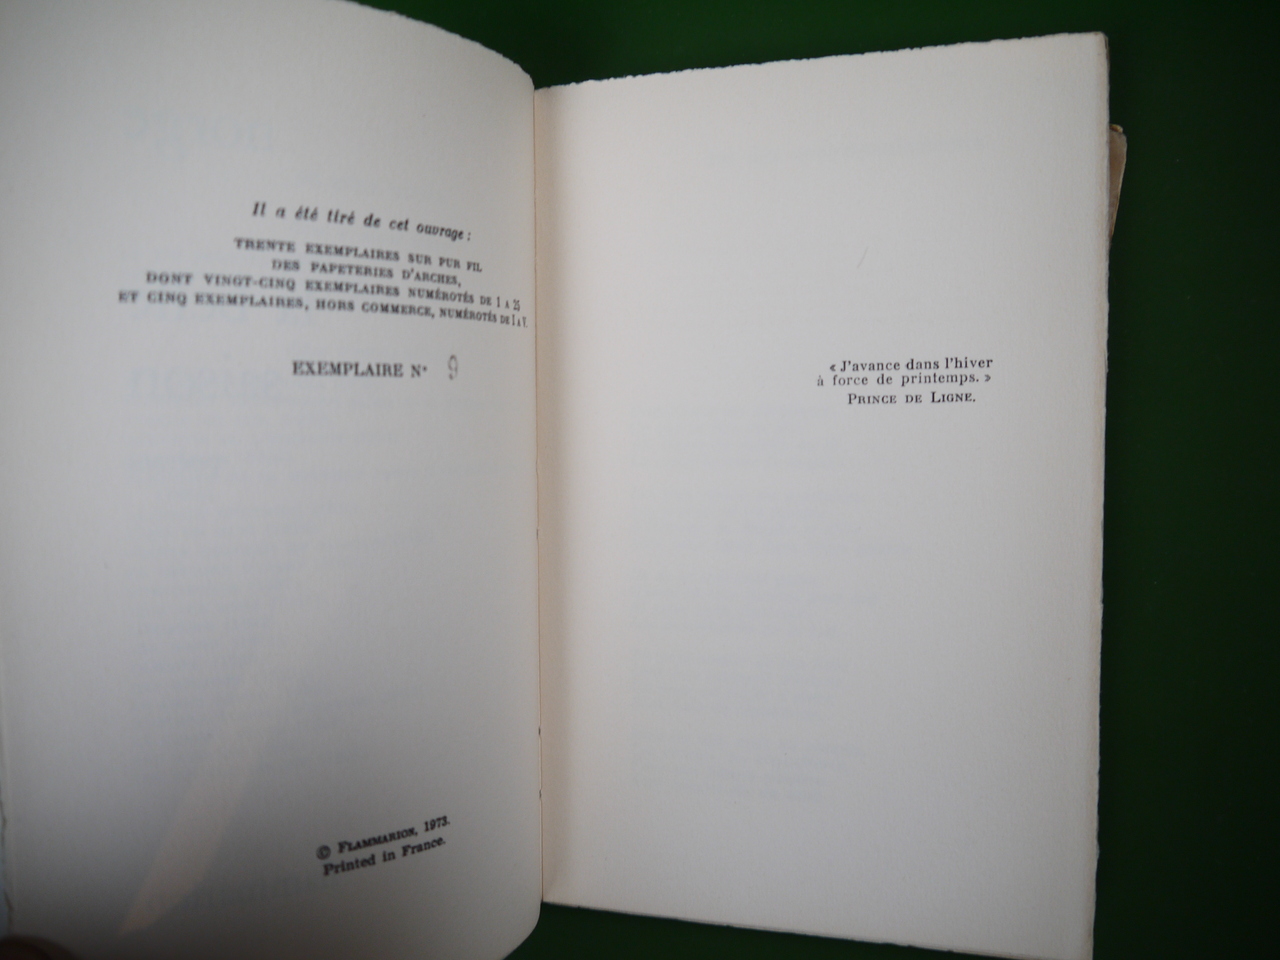 Il a été tiré de cet ouvrage :
TRENTE EXEMPLAIRES SUR PUR FIL
DES PAPETERIES D'ARCHES,
DONT VINGT-CINQ EXEMPLAIRES NUMÉROTÉS DE 1 A 25
ET CINQ EXEMPLAIRES, HORS COMMERCE, NUMÉROTÉS DE I A V.
EXEMPLAIRE N° 9
© FLAMMARION, 1973.
Printed in France.
« J'avance dans l'hiver
à force de printemps. »
PRINCE DE LIGNE.